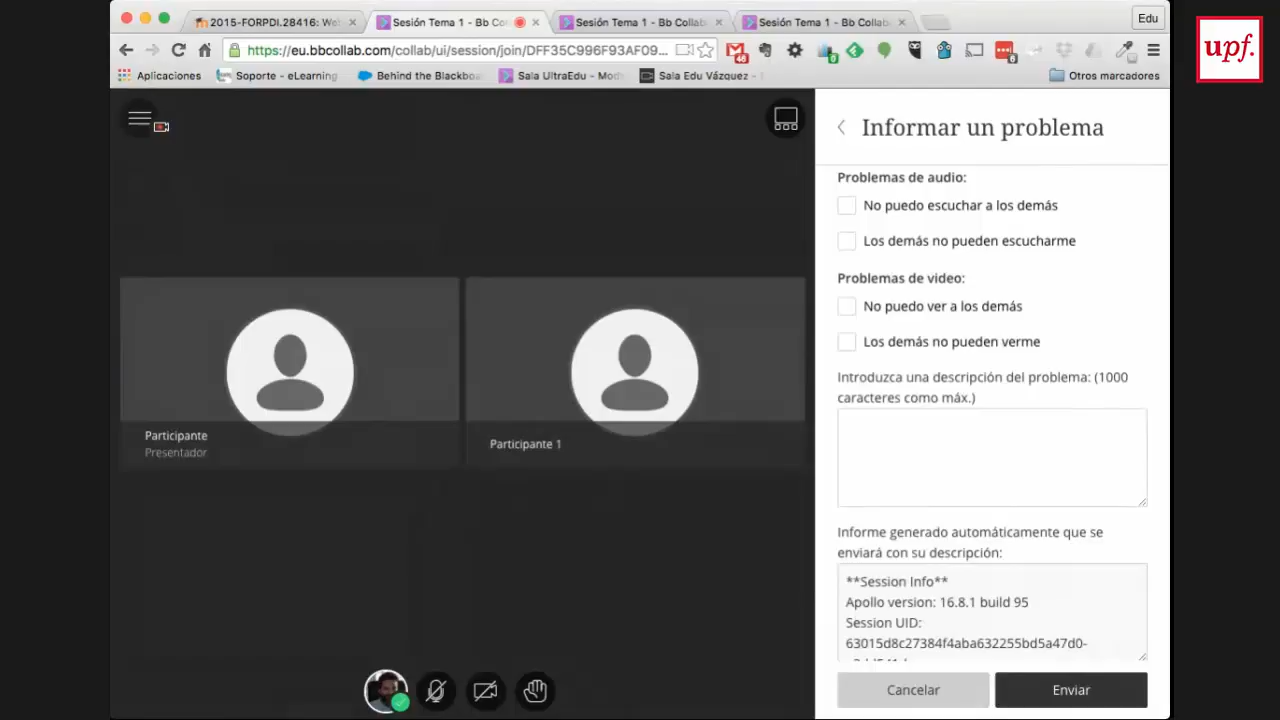 2015-FORPDI.28416: Wel
Sesión Tema 1 - Bb Co
Sesión Tema 1 - Bb Collab
Sesión Tema 1 - Bb Collab
Edu
https://eu.bbcollab.com/collab/ui/session/join/DFF35C996F93AF09...
Aplicaciones
Soporte - eLearning
Behind the Blackboa
Sala UltraEdu - Mod
Sala Edu Vázquez -
Otros marcadores
upf.
Informar un problema
Problemas de audio:
No puedo escuchar a los demás
Los demás no pueden escucharme
Problemas de video:
No puedo ver a los demás
Los demás no pueden verme
Introduzca una descripción del problema: (1000
caracteres como máx.)
Informe generado automáticamente que se
enviará con su descripción:
**Session Info**
Apollo version: 16.8.1 build 95
Session UID:
63015d8c27384f4aba632255bd5a47d0-
Cancelar
Enviar
Participante
Presentador
Participante 1